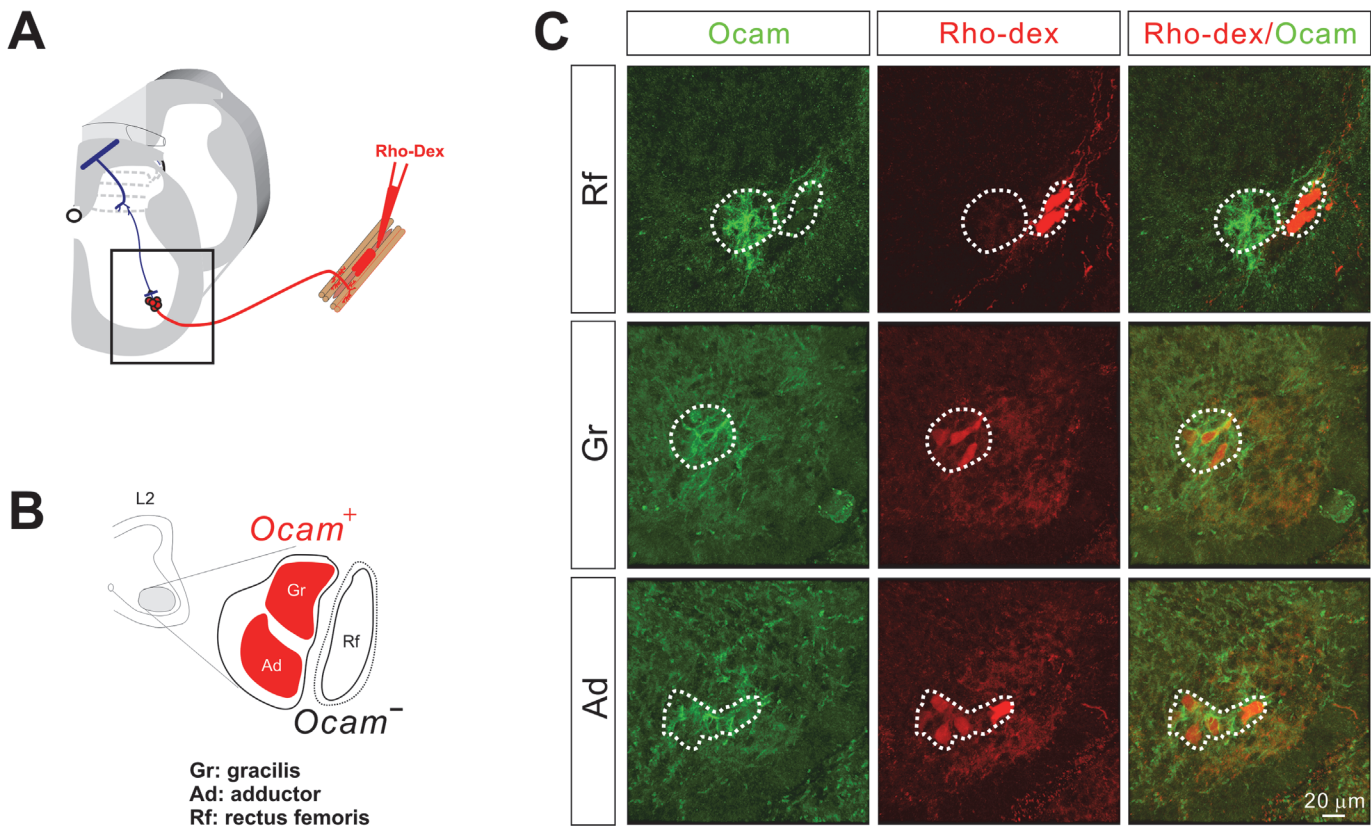 A
Rho-Dex
B
L2
Ocam+
Gr
Ad
Rf
Ocam–
Gr: gracilis
Ad: adductor
Rf: rectus femoris
C
Ocam
Rho-dex
Rho-dex/Ocam
Rf
Gr
Ad
20 µm